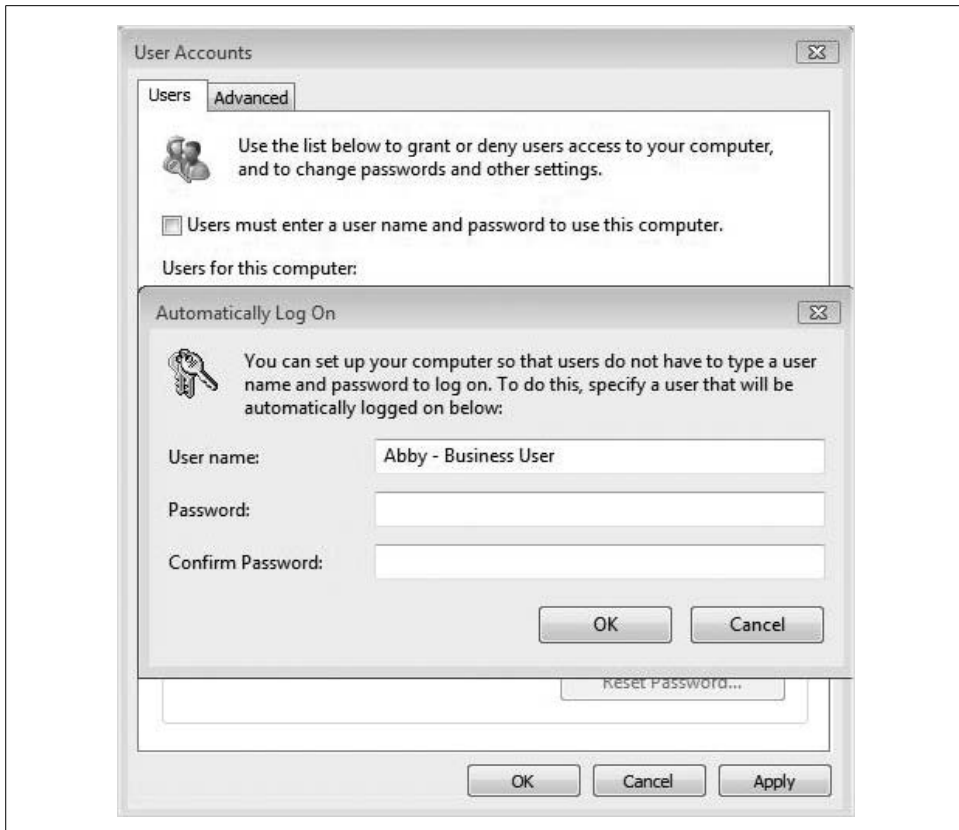 User Accounts
Users
Advanced
Use the list below to grant or deny users access to your computer,
and to change passwords and other settings.
Users must enter a user name and password to use this computer.
Users for this computer:
Automatically Log On
You can set up your computer so that users do not have to type a user
name and password to log on. To do this, specify a user that will be
automatically logged on below:
User name:
Abby - Business User
Password:
Confirm Password:
OK
Cancel
Reset Password...
OK
Cancel
Apply